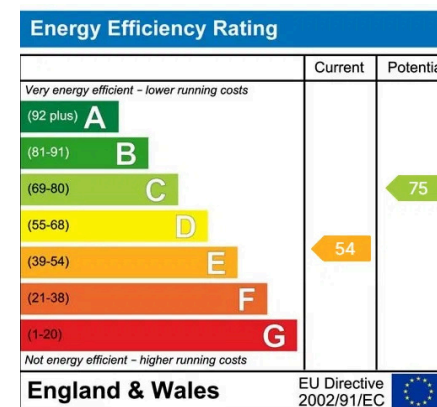 Energy Efficiency Rating
Current Potentia
Very energy efficient – lower running costs
(92 plus) A
(81-91) B
(69-80) C
75
(55-68) D
(39-54) E
54
(21-38) F
(1-20) G
Not energy efficient – higher running costs
England & Wales
EU Directive
2002/91/EC